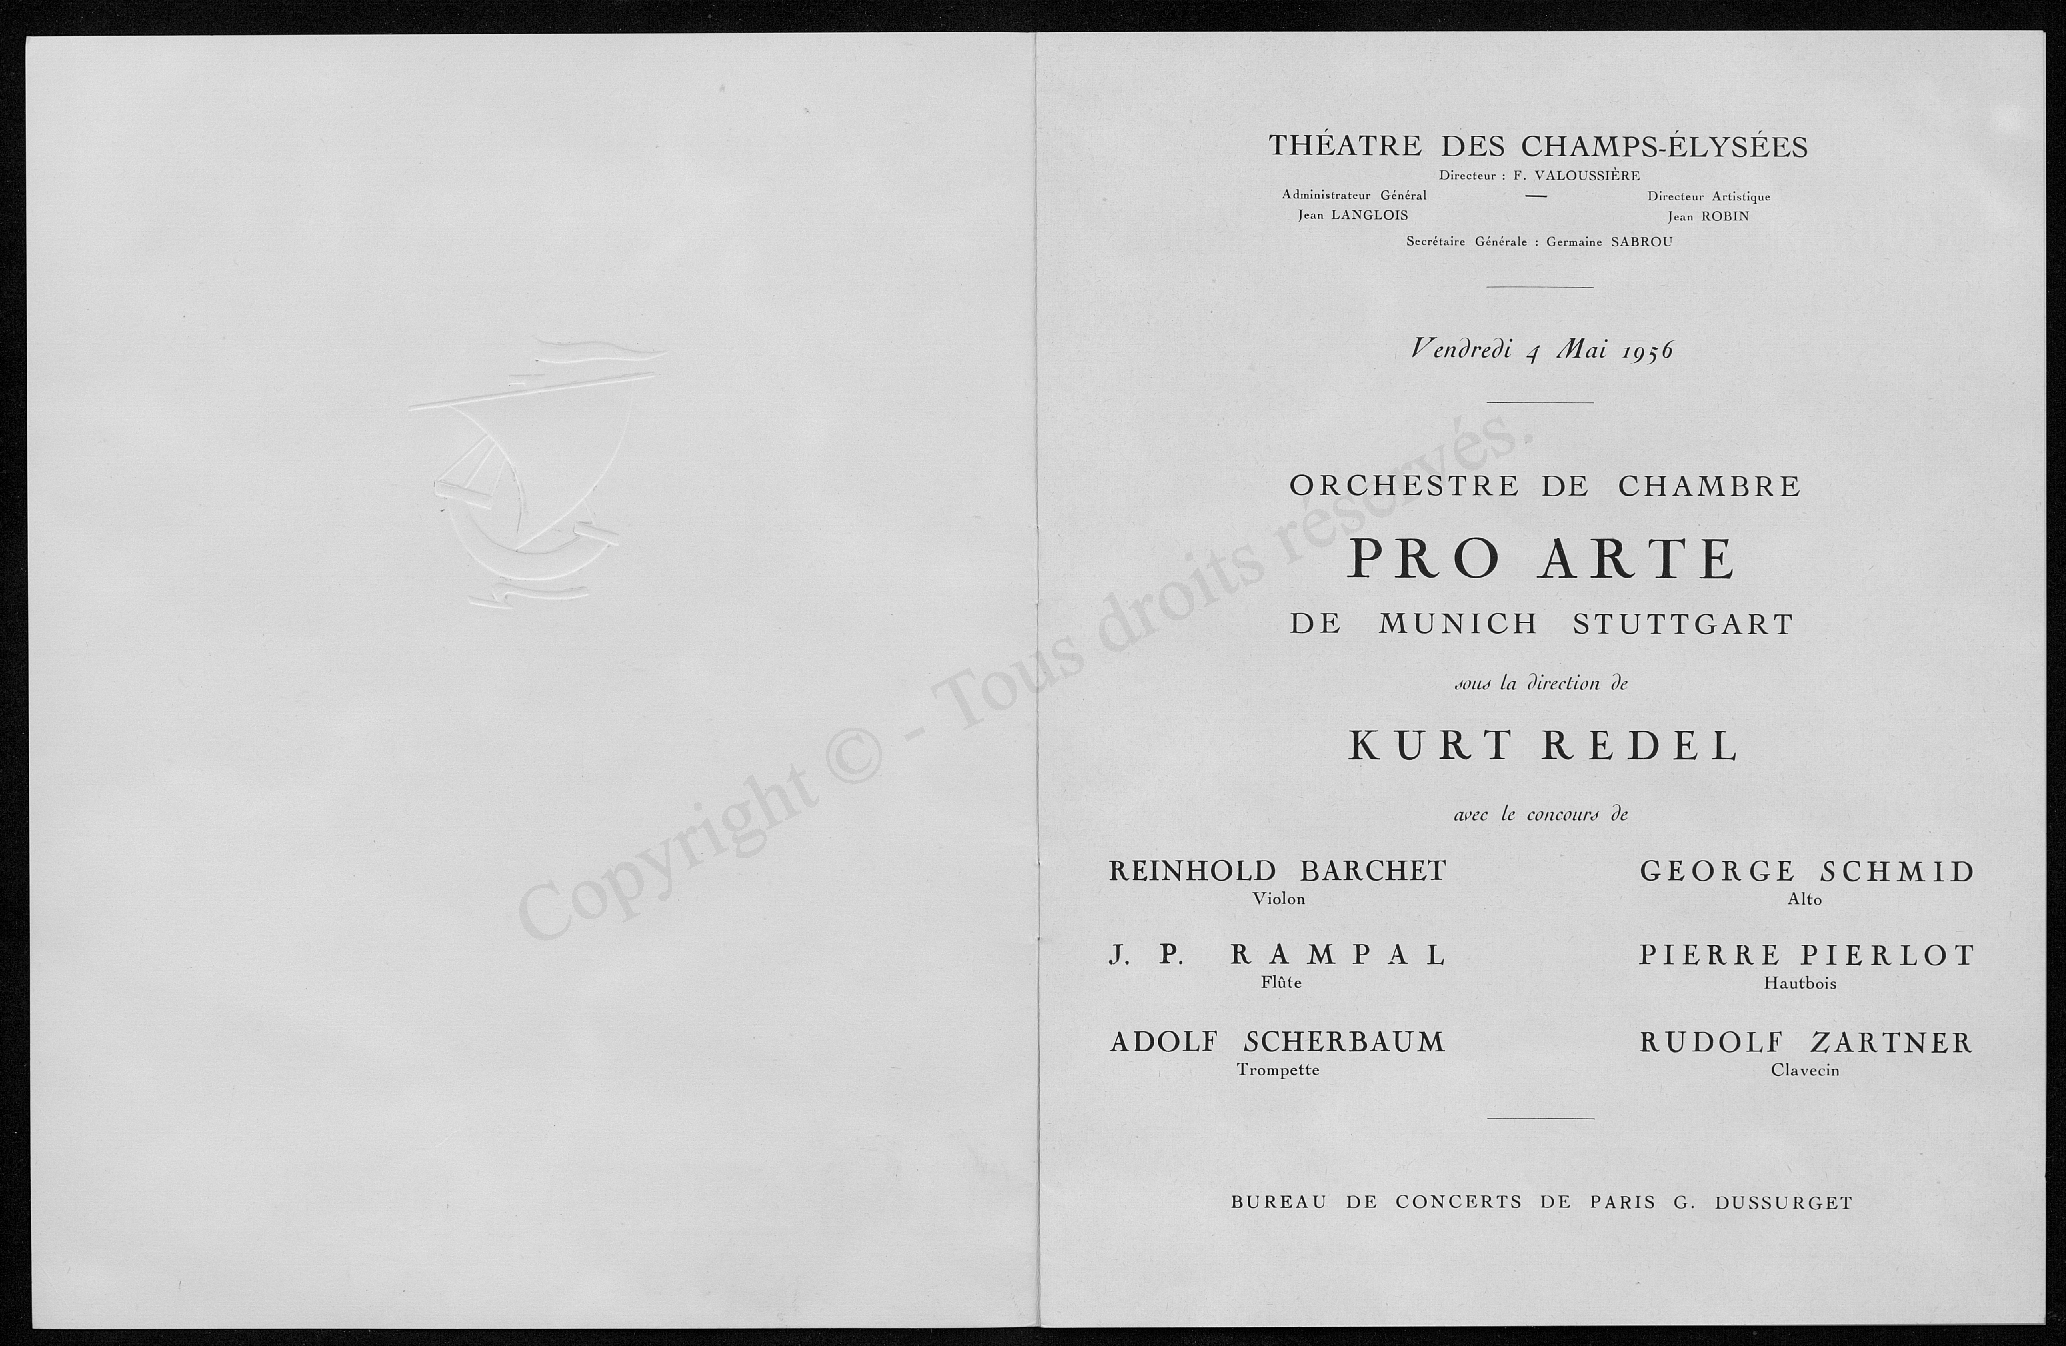 THÉATRE DES CHAMPS-ÉLYSÉES
Directeur : F. VALOUSSIÈRE
Administrateur Général — Directeur Artistique
Jean LANGLOIS Jean ROBIN
Secrétaire Générale : Germaine SABROU
Vendredi 4 Mai 1956
ORCHESTRE DE CHAMBRE
PRO ARTE
DE MUNICH STUTTGART
sous la direction de
KURT REDEL
avec le concours de
REINHOLD BARCHET GEORGE SCHMID
Violon Alto
J. P. RAMPAL PIERRE PIERLOT
Flûte Hautbois
ADOLF SCHERBAUM RUDOLF ZARTNER
Trompette Clavecin
BUREAU DE CONCERTS DE PARIS G. DUSSURGET
Copyright © - Tous droits réservés.